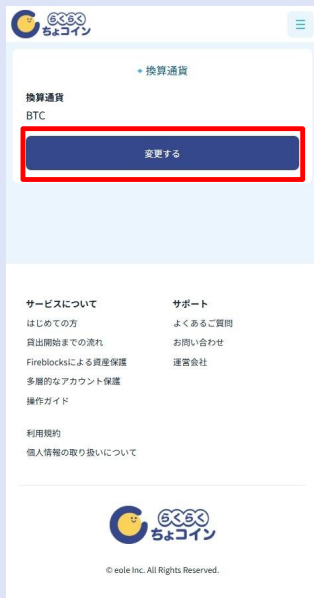 らくらく
ちょコイン
換算通貨
換算通貨
BTC
変更する
サービスについて
はじめての方
貸出開始までの流れ
Fireblocksによる資産保護
多層的なアカウント保護
操作ガイド
利用規約
個人情報の取り扱いについて
サポート
よくあるご質問
お問い合わせ
運営会社
らくらく
ちょコイン
© eole Inc. All Rights Reserved.